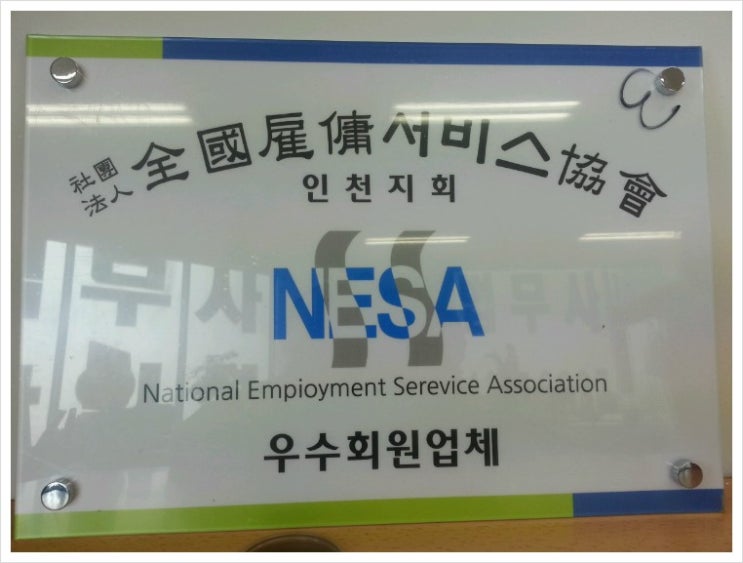 社團法人 全國雇傭서비스協會
인천지회
NESA
National Empioyment Serevice Association
우수회원업체